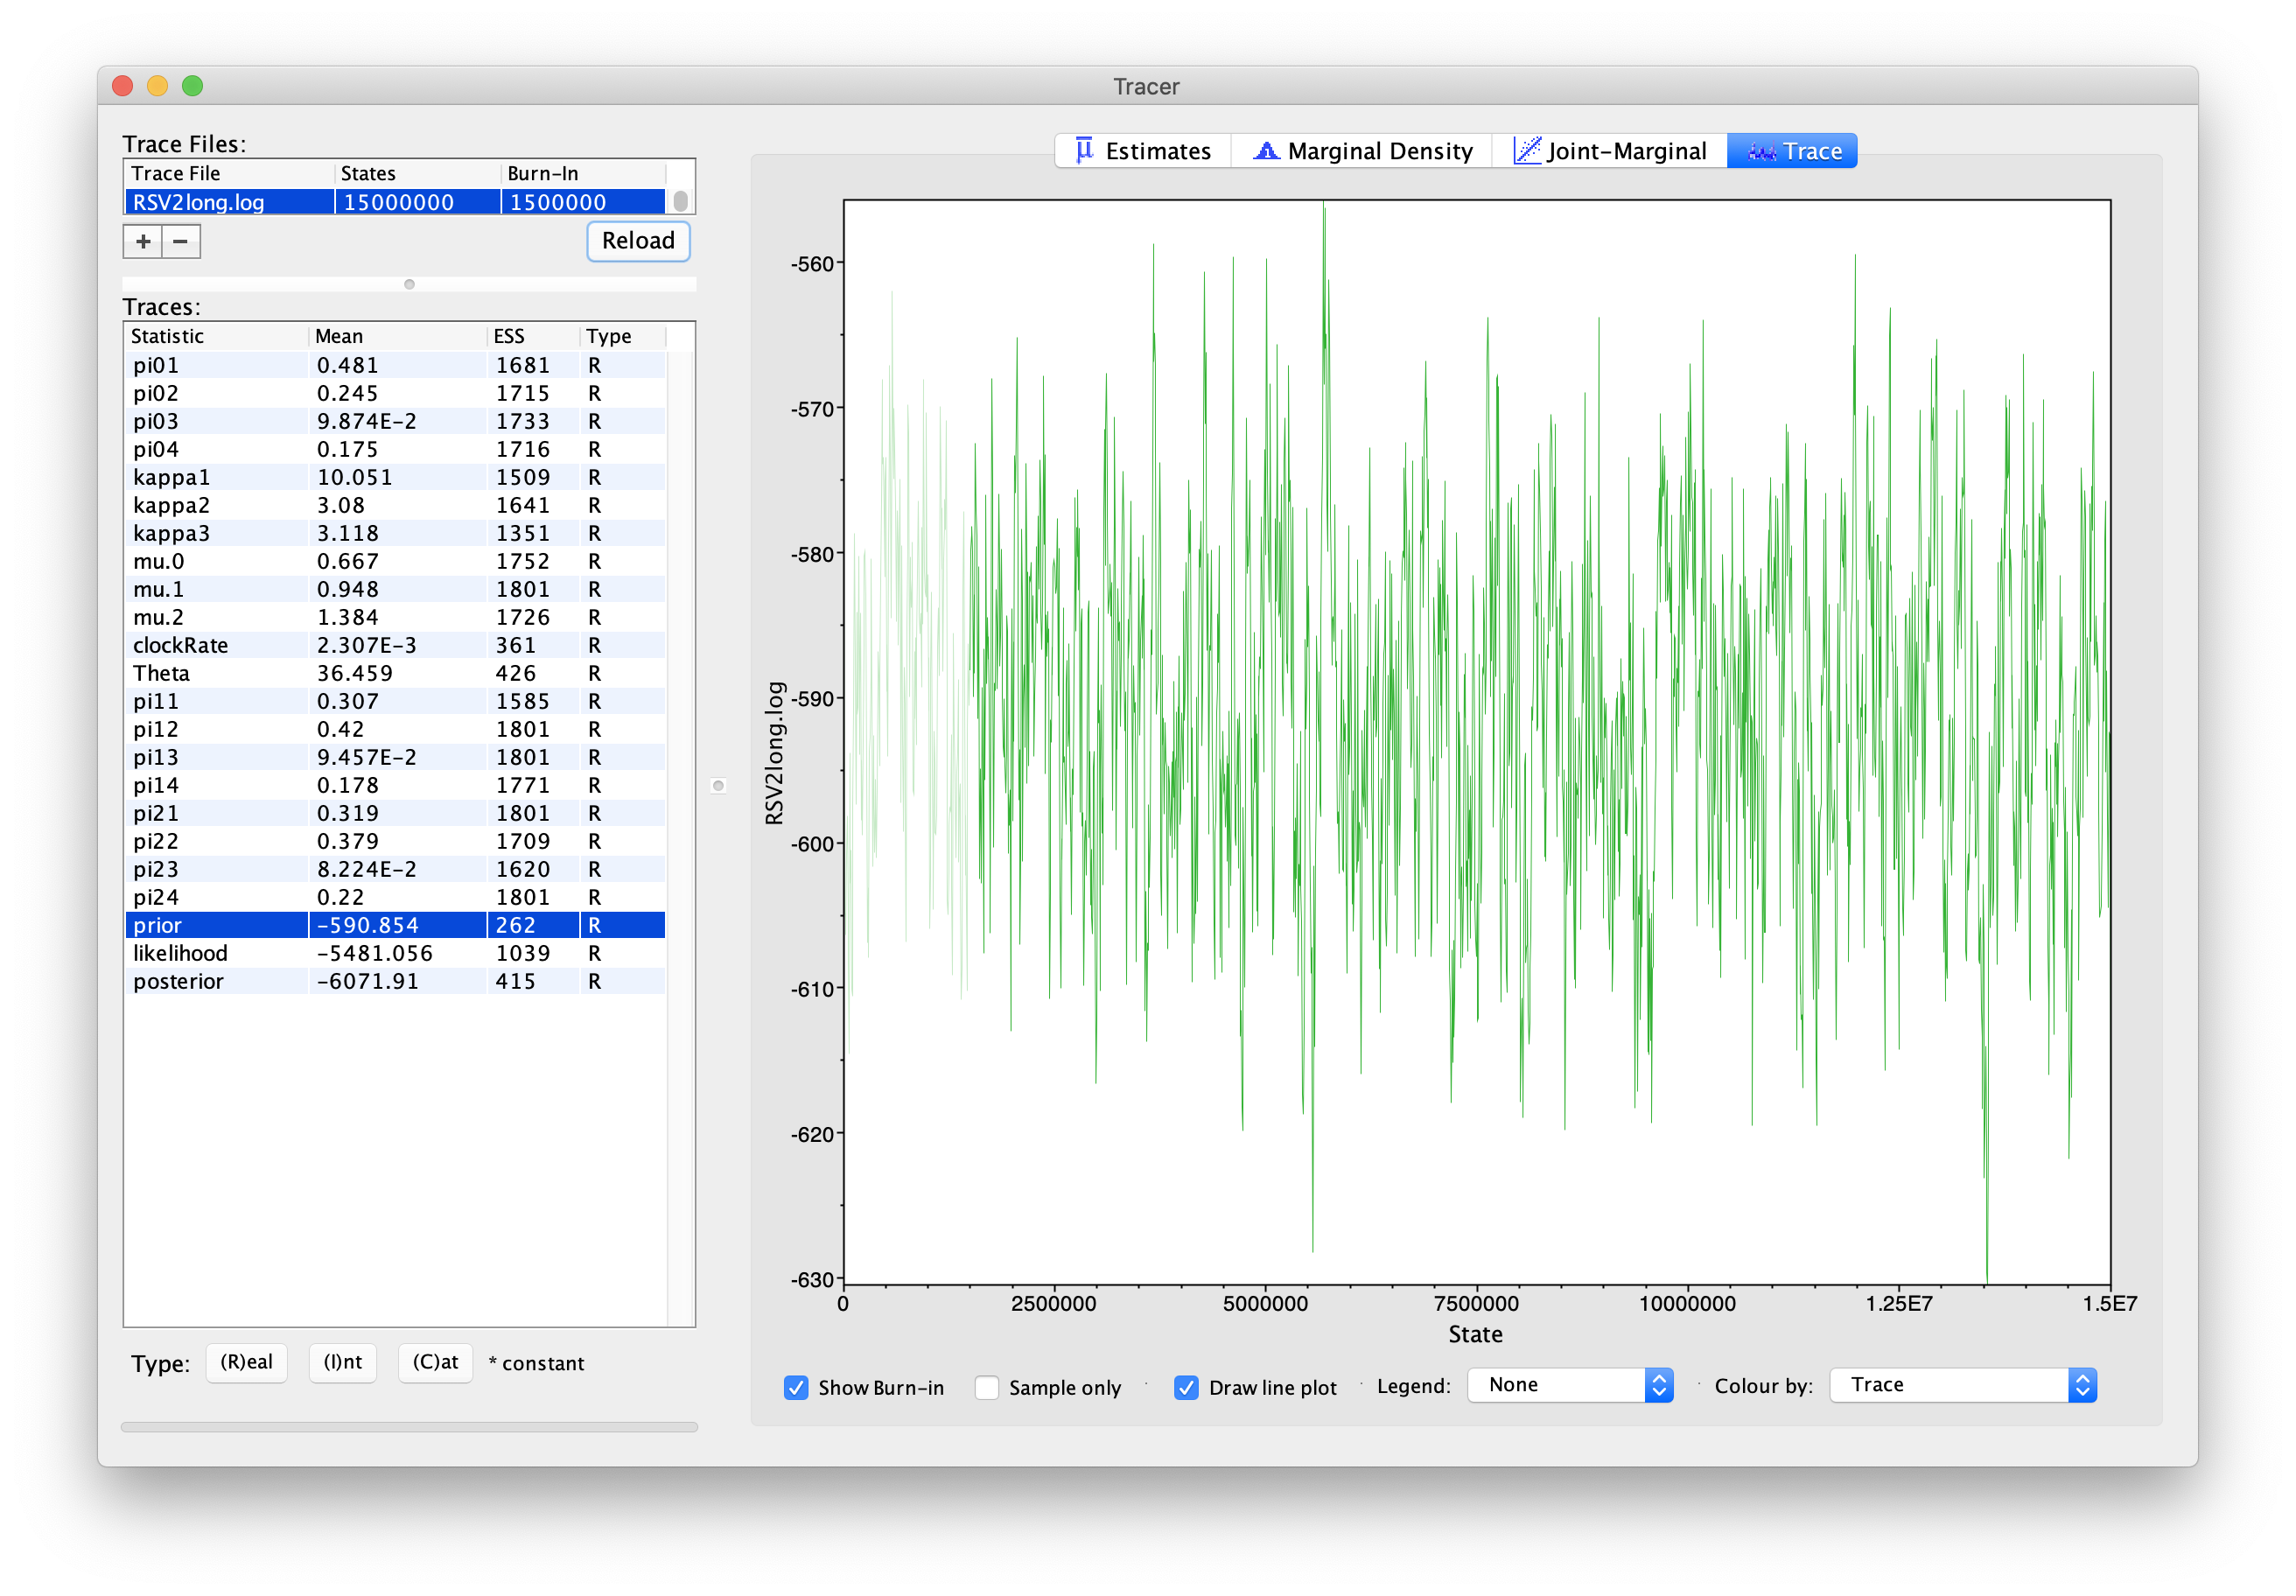 Tracer
Trace Files:
Trace File States Burn-In
RSV2long.log 15000000 1500000
+ − Reload
Traces:
Statistic Mean ESS Type
pi01 0.481 1681 R
pi02 0.245 1715 R
pi03 9.874E-2 1733 R
pi04 0.175 1716 R
kappa1 10.051 1509 R
kappa2 3.08 1641 R
kappa3 3.118 1351 R
mu.0 0.667 1752 R
mu.1 0.948 1801 R
mu.2 1.384 1726 R
clockRate 2.307E-3 361 R
Theta 36.459 426 R
pi11 0.307 1585 R
pi12 0.42 1801 R
pi13 9.457E-2 1801 R
pi14 0.178 1771 R
pi21 0.319 1801 R
pi22 0.379 1709 R
pi23 8.224E-2 1620 R
pi24 0.22 1801 R
prior -590.854 262 R
likelihood -5481.056 1039 R
posterior -6071.91 415 R
Type: (R)eal (I)nt (C)at * constant
Estimates Marginal Density Joint-Marginal Trace
-560
-570
-580
-590
-600
-610
-620
-630
RSV2long.log
0 2500000 5000000 7500000 10000000 1.25E7 1.5E7
State
Show Burn-in Sample only Draw line plot Legend: None Colour by: Trace